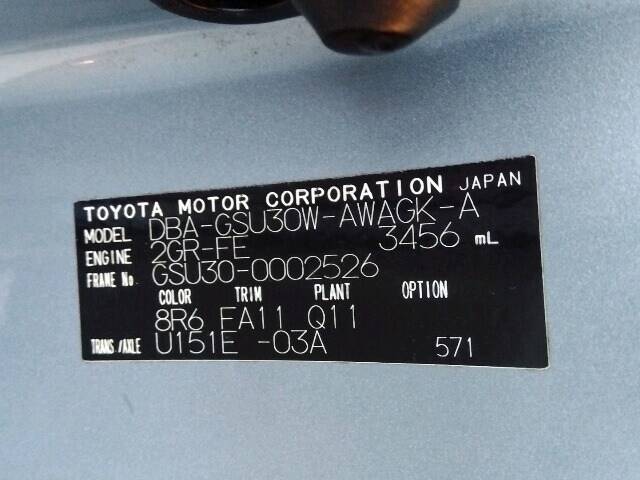 TOYOTA MOTOR CORPORATION JAPAN
MODEL DBA-GSU30W-AWAGK-A
ENGINE 2GR-FE 3456 mL
FRAME No. GSU30-0002526
COLOR TRIM PLANT OPTION
8R6 FA11 Q11
TRANS/AXLE U151E -03A 571